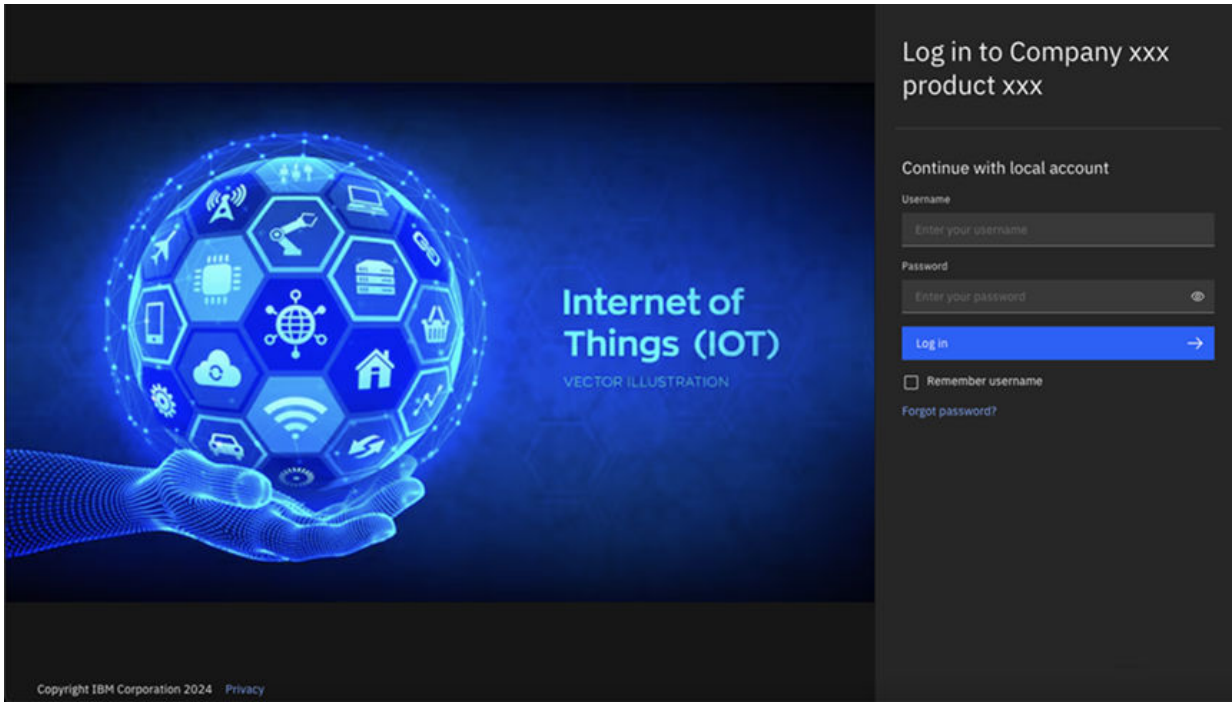 Log in to Company xxx
product xxx
Continue with local account
Username
Enter your username
Password
Enter your password
Log in
Remember username
Forgot password?
Internet of
Things (IOT)
VECTOR ILLUSTRATION
Copyright IBM Corporation 2024 Privacy